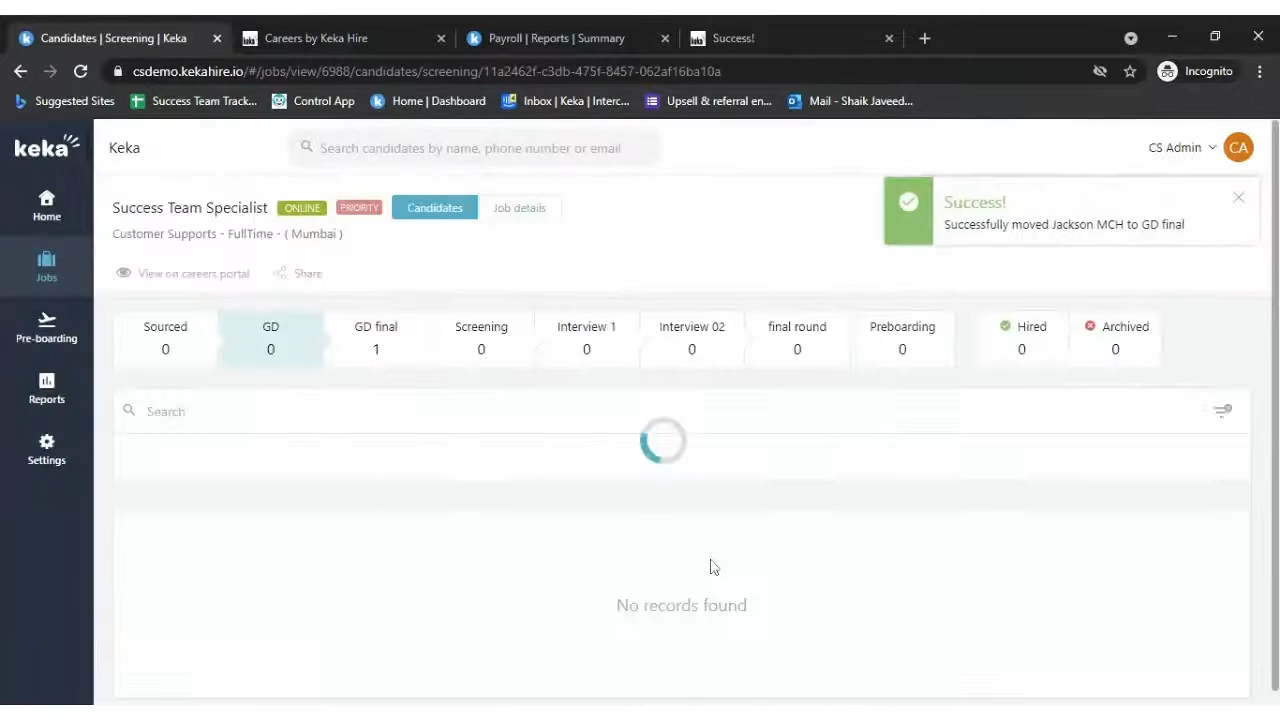 Candidates | Screening | Keka
Careers by Keka Hire
Payroll | Reports | Summary
Success!
csdemo.kekahire.io/#/jobs/view/6988/candidates/screening/11a2462f-c3db-475f-8457-062af16ba10a
Incognito
Suggested Sites
Success Team Track...
Control App
Home | Dashboard
Inbox | Keka | Interc...
Upsell & referral en...
Mail - Shaik Javeed...
keka
Keka
Search candidates by name, phone number or email
CS Admin
CA
Home
Jobs
Pre-boarding
Reports
Settings
Success Team Specialist
ONLINE
PRIORITY
Candidates
Job details
Customer Supports - FullTime - ( Mumbai )
View on careers portal
Share
Success!
Successfully moved Jackson MCH to GD final
Sourced
0
GD
0
GD final
1
Screening
0
Interview 1
0
Interview 02
0
final round
0
Preboarding
0
Hired
0
Archived
0
Search
No records found